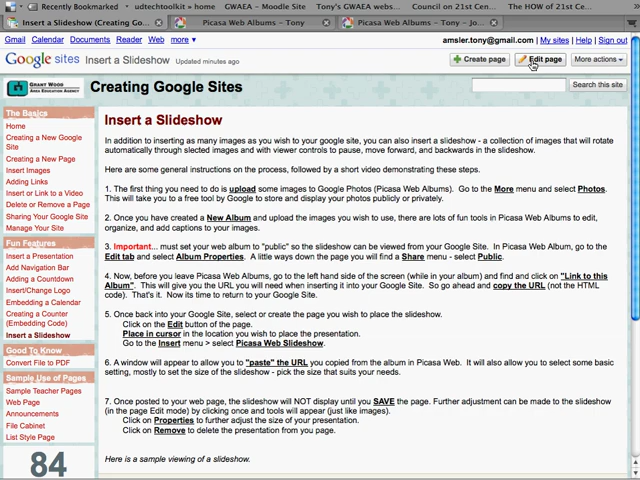 Recently Bookmarked udtechtoolkit » home GWAEA - Moodle Site Tony's GWAEA webs... Council on 21st Cen... The HOW of 21st Cen
Insert a Slideshow (Creating Go... Picasa Web Albums - Tony Picasa Web Albums - Tony - Jo...
Gmail Calendar Documents Reader Web more amsler.tony@gmail.com | My sites | Help | Sign out
Google sites Insert a Slideshow Updated minutes ago Create page Edit page More actions
GRANT WOOD
AREA EDUCATION AGENCY
Creating Google Sites
Search this site
The Basics
Home
Creating a New Google
Site
Creating a New Page
Insert Images
Adding Links
Insert or Link to a Video
Delete or Remove a Page
Sharing Your Google Site
Manage Your Site
Fun Features
Insert a Presentation
Add Navigation Bar
Adding a Countdown
Insert/Change Logo
Embedding a Calendar
Creating a Counter
(Embedding Code)
Insert a Slideshow
Good To Know
Convert File to PDF
Sample Use of Pages
Sample Teacher Pages
Web Page
Announcements
File Cabinet
List Style Page
84
Insert a Slideshow
In addition to inserting as many images as you wish to your google site, you can also insert a slideshow - a collection of images that will rotate
automatically through slected images and with viewer controls to pause, move forward, and backwards in the slideshow.
Here are some general instructions on the process, followed by a short video demonstrating these steps.
1. The first thing you need to do is upload some images to Google Photos (Picasa Web Albums). Go to the More menu and select Photos.
This will take you to a free tool by Google to store and display your photos publicly or privately.
2. Once you have created a New Album and upload the images you wish to use, there are lots of fun tools in Picasa Web Albums to edit,
organize, and add captions to your images.
3. Important... must set your web album to "public" so the slideshow can be viewed from your Google Site. In Picasa Web Album, go to the
Edit tab and select Album Properties. A little ways down the page you will find a Share menu - select Public.
4. Now, before you leave Picasa Web Albums, go to the left hand side of the screen (while in your album) and find and click on "Link to this
Album". This will give you the URL you will need when inserting it into your Google Site. So go ahead and copy the URL (not the HTML
code). That's it. Now its time to return to your Google Site.
5. Once back into your Google Site, select or create the page you wish to place the slideshow.
Click on the Edit button of the page.
Place in cursor in the location you wish to place the presentation.
Go to the Insert menu > select Picasa Web Slideshow.
6. A window will appear to allow you to "paste" the URL you copied from the album in Picasa Web. It will also allow you to select some basic
setting, mostly to set the size of the slideshow - pick the size that suits your needs.
7. Once posted to your web page, the slideshow will NOT display until you SAVE the page. Further adjustment can be made to the slideshow
(in the page Edit mode) by clicking once and tools will appear (just like images).
Click on Properties to further adjust the size of your presentation.
Click on Remove to delete the presentation from you page.
Here is a sample viewing of a slideshow.